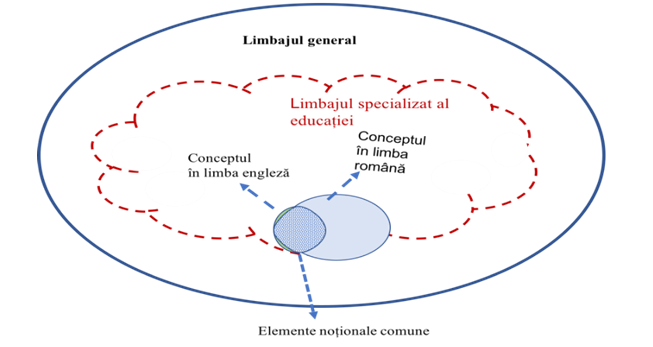 Limbajul general
Limbajul specializat al
educației
Conceptul
în limba
română
Conceptul
în limba engleză
Elemente noționale comune